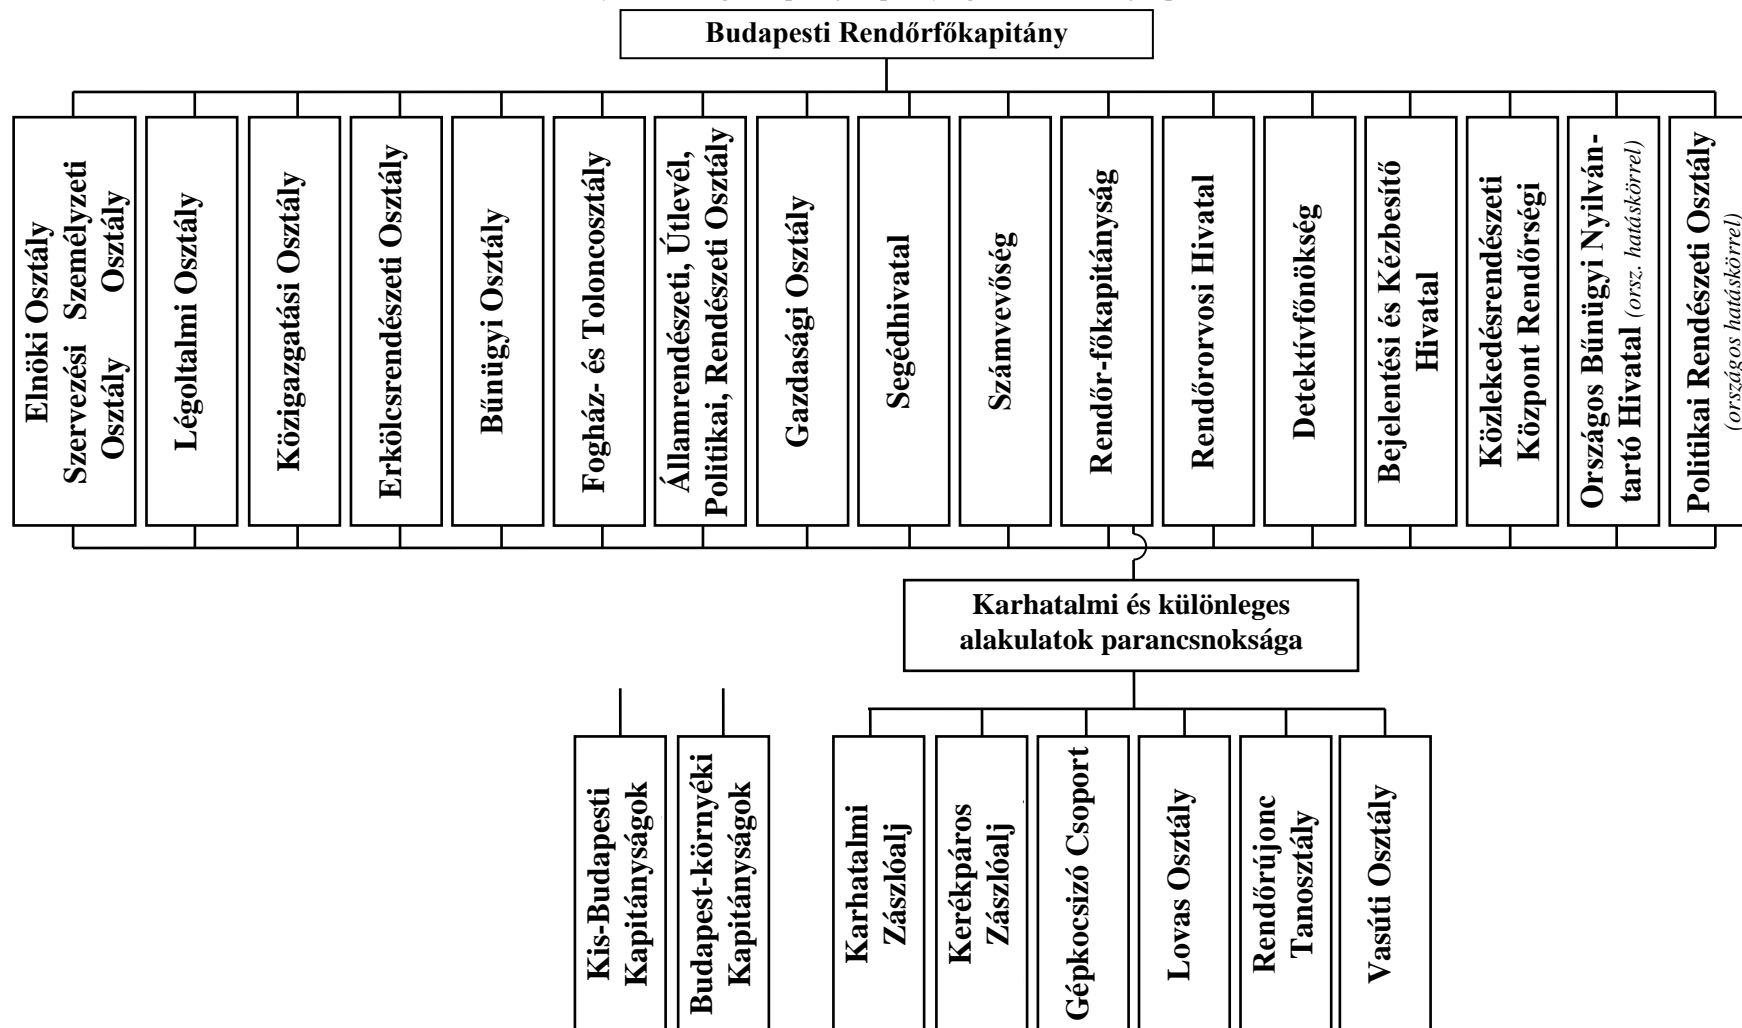 Budapesti Rendőrfőkapitány
Elnöki Osztály
Szervezési Személyzeti
Osztály Osztály
Légoltalmi Osztály
Közigazgatási Osztály
Erkölcsrendészeti Osztály
Bűnügyi Osztály
Fogház- és Toloncosztály
Államrendészeti, Útlevél,
Politikai, Rendészeti Osztály
Gazdasági Osztály
Segédhivatal
Számvevőség
Rendőr-főkapitányság
Rendőrorvosi Hivatal
Detektívfőnökség
Bejelentési és Kézbesítő
Hivatal
Közlekedésrendészeti
Központ Rendőrségi
Országos Bűnügyi Nyilván-
tartó Hivatal (orsz. hatáskörrel)
Politikai Rendészeti Osztály
(országos hatáskörrel)
Karhatalmi és különleges
alakulatok parancsnoksága
Kis-Budapesti
Kapitányságok
Budapest-környéki
Kapitányságok
Karhatalmi
Zászlóalj
Kerékpáros
Zászlóalj
Gépkocsizó Csoport
Lovas Osztály
Rendőrújonc
Tanosztály
Vasúti Osztály